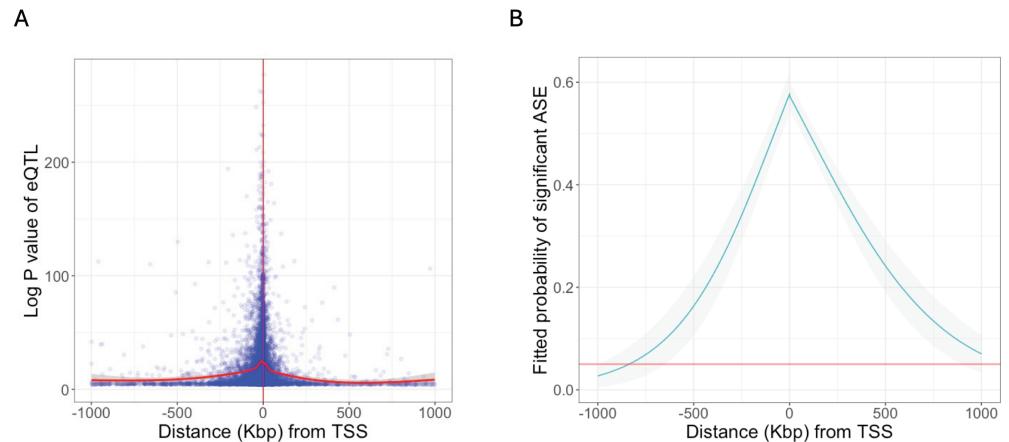 A
B
Log P value of eQTL
200
100
0
-1000
-500
0
500
1000
Distance (Kbp) from TSS
Fitted probability of significant ASE
0.6
0.4
0.2
0.0
-1000
-500
0
500
1000
Distance (Kbp) from TSS